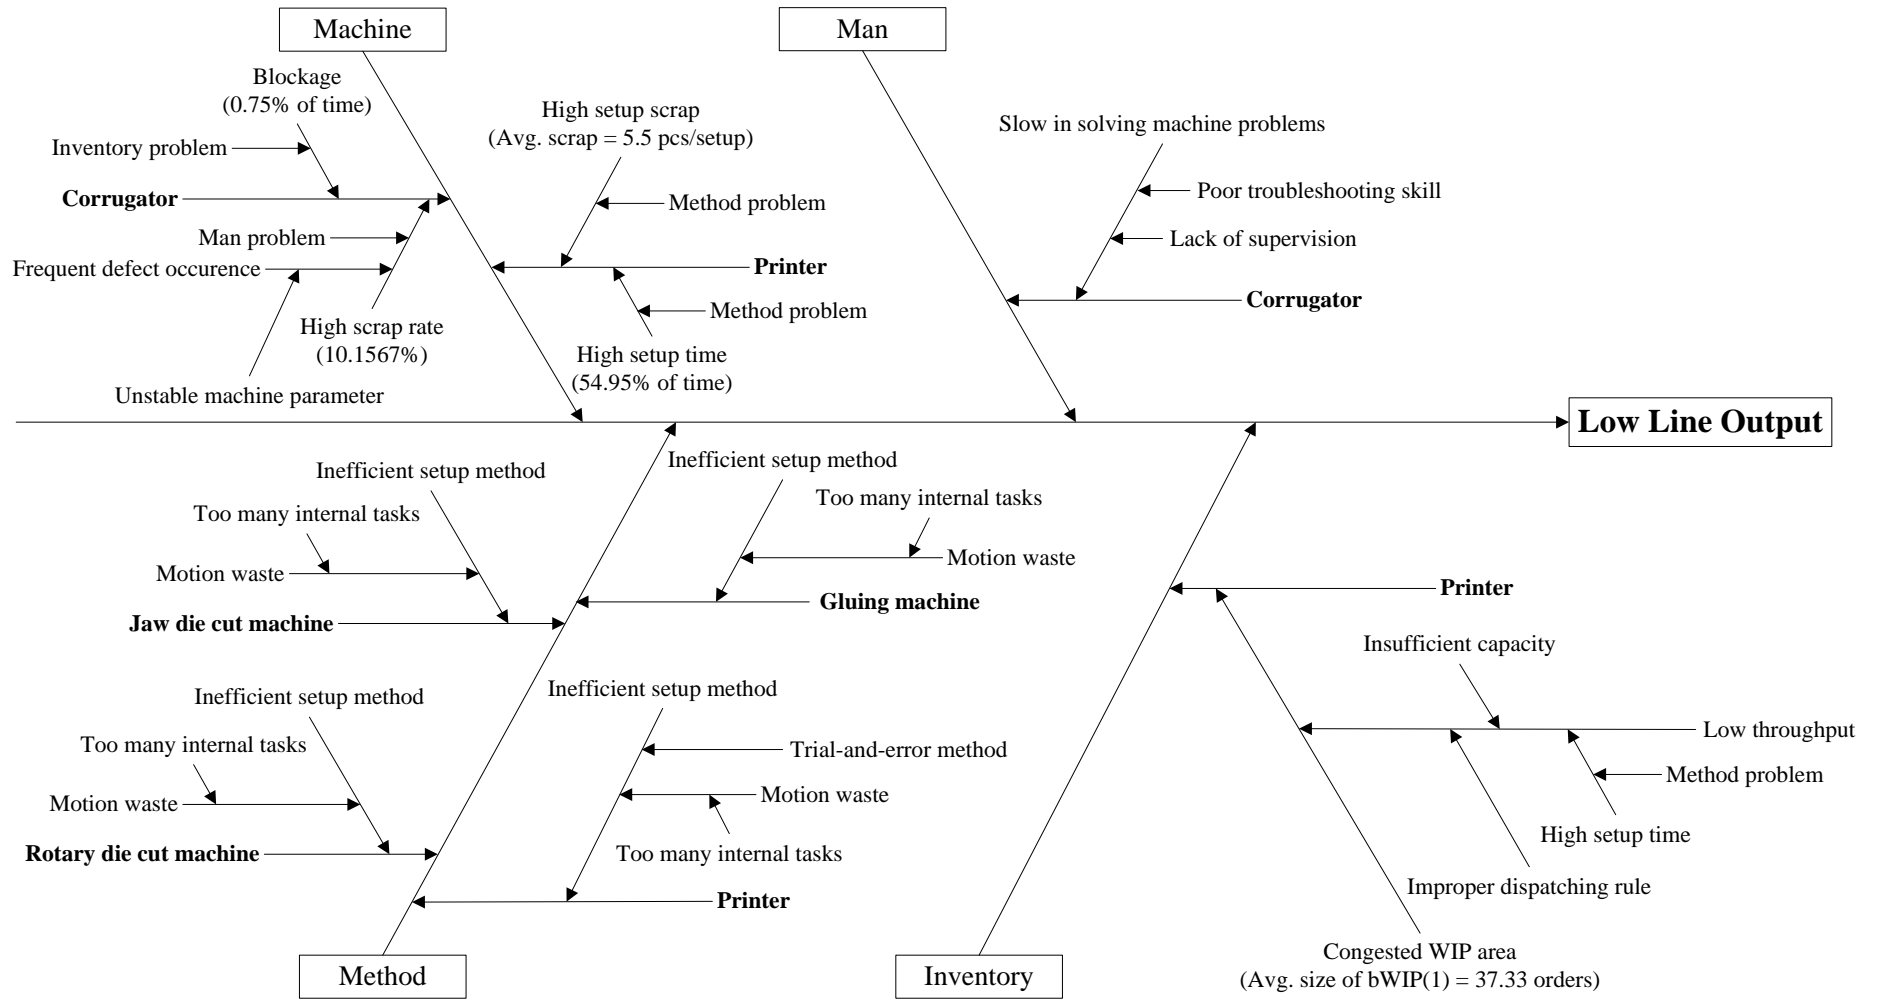 Machine
Man
Blockage
(0.75% of time)
High setup scrap
(Avg. scrap = 5.5 pcs/setup)
Slow in solving machine problems
Inventory problem
Poor troubleshooting skill
Corrugator
Method problem
Man problem
Lack of supervision
Frequent defect occurence
Printer
Corrugator
Method problem
High scrap rate
(10.1567%)
High setup time
(54.95% of time)
Unstable machine parameter
Low Line Output
Inefficient setup method
Inefficient setup method
Too many internal tasks
Too many internal tasks
Motion waste
Motion waste
Printer
Gluing machine
Jaw die cut machine
Insufficient capacity
Inefficient setup method
Inefficient setup method
Low throughput
Too many internal tasks
Trial-and-error method
Method problem
Motion waste
Motion waste
High setup time
Rotary die cut machine
Too many internal tasks
Improper dispatching rule
Printer
Congested WIP area
(Avg. size of bWIP(1) = 37.33 orders)
Method
Inventory